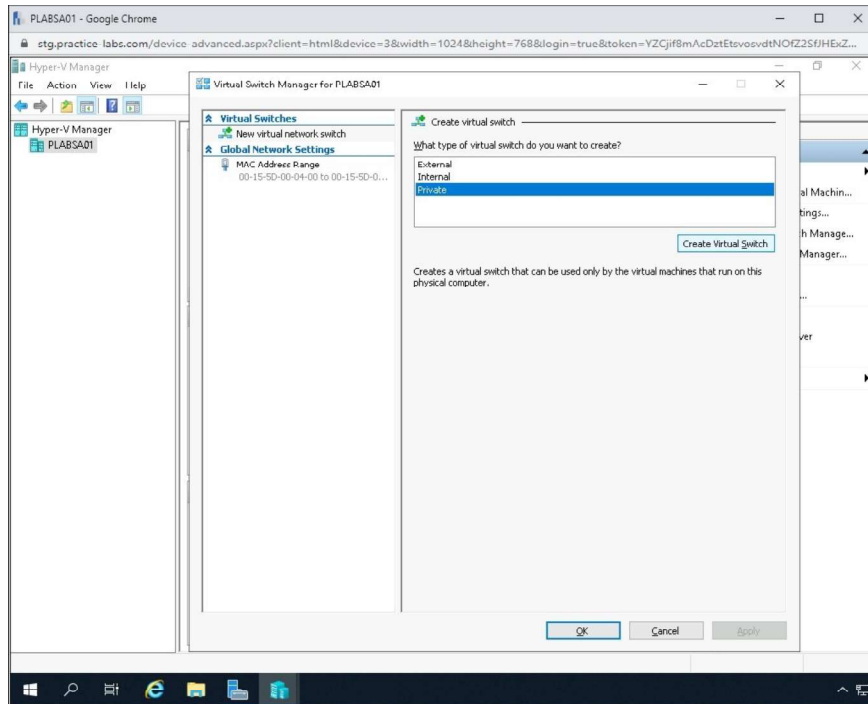 PLABSA01 - Google Chrome
stg.practice-labs.com/device-advanced.aspx?client=html&device=3&width=1024&height=768&login=true&token=
Hyper-V Manager
File Action View Help
Hyper-V Manager
PLABSA01
Virtual Switch Manager for PLABSA01
Virtual Switches
New virtual network switch
Global Network Settings
MAC Address Range
00-15-5D-00-04-00 to 00-15-5D-0...
Create virtual switch
What type of virtual switch do you want to create?
External
Internal
Private
Create Virtual Switch
Creates a virtual switch that can be used only by the virtual machines that run on this
physical computer.
OK Cancel Apply
al Machin...
tings...
h Manage...
Manager...
...
ver